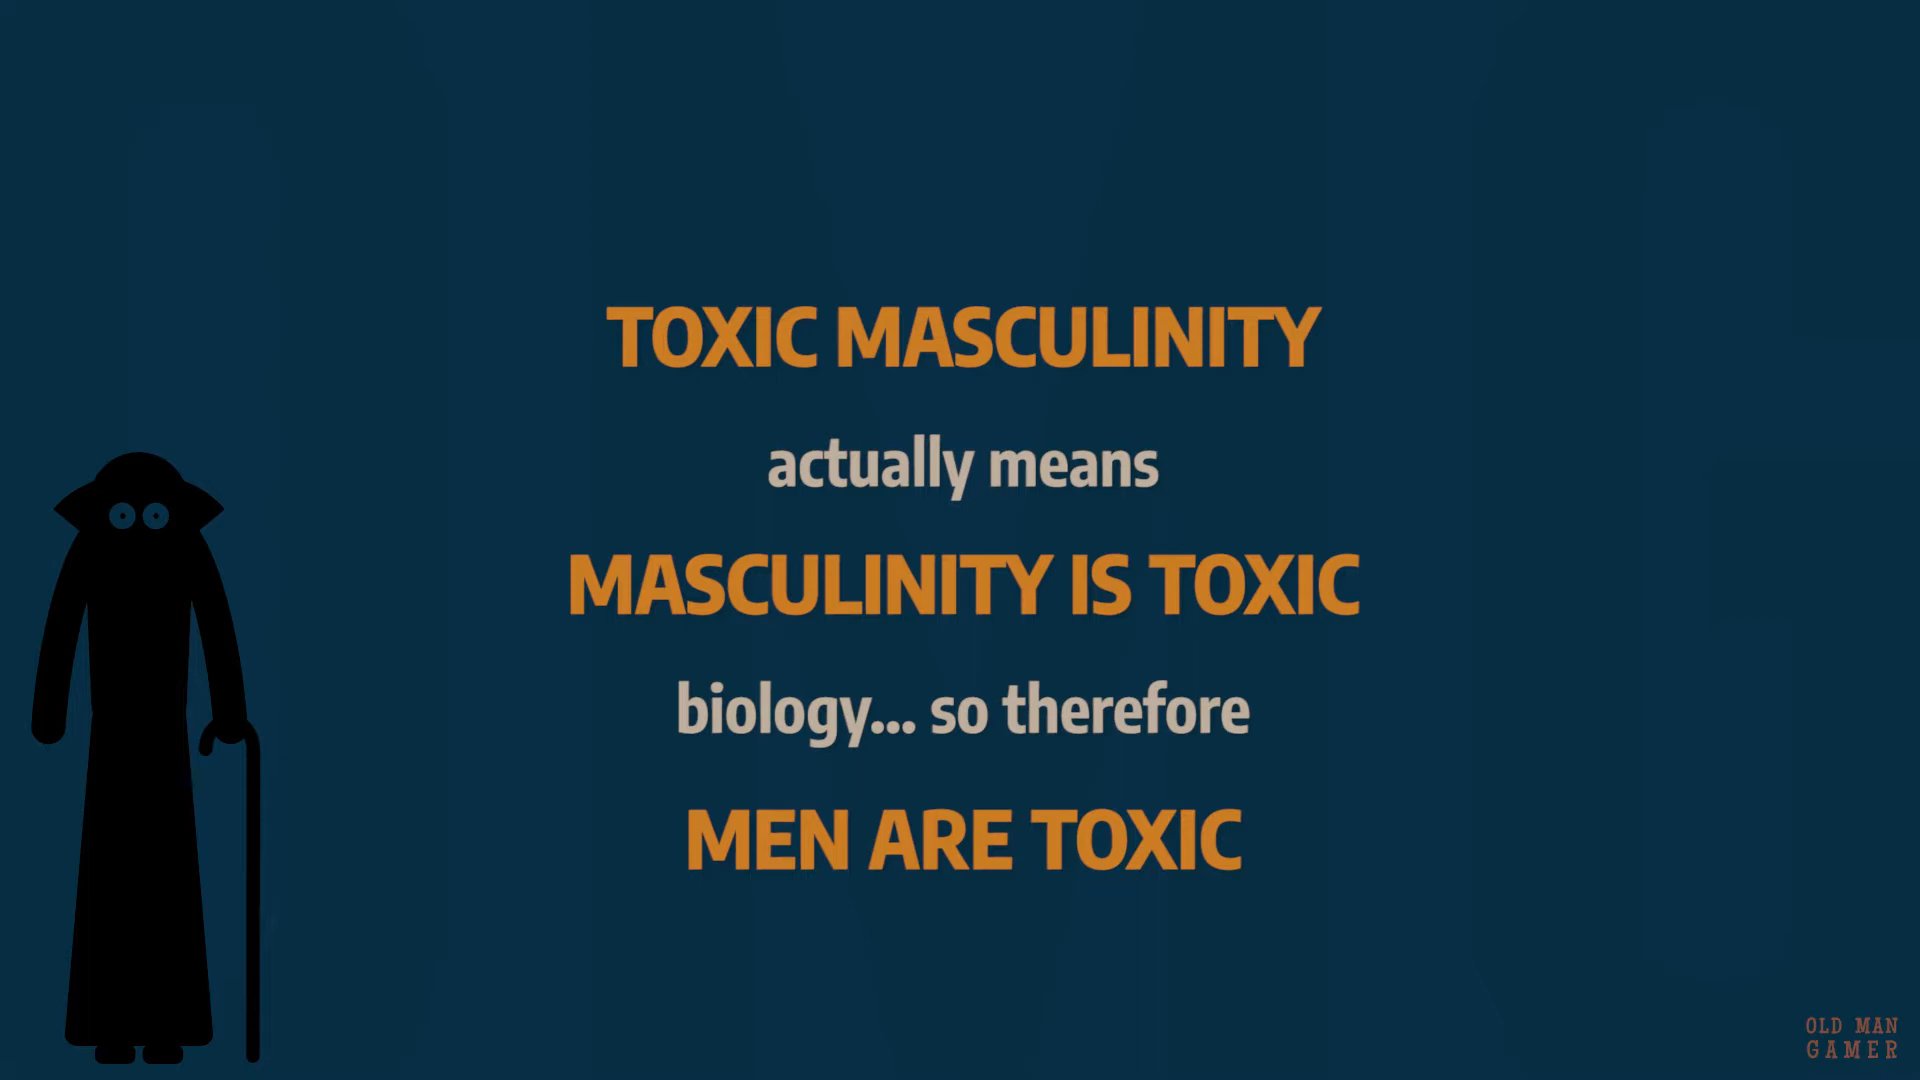 TOXIC MASCULINITY
actually means
MASCULINITY IS TOXIC
biology... so therefore
MEN ARE TOXIC
OLD MAN
GAMER